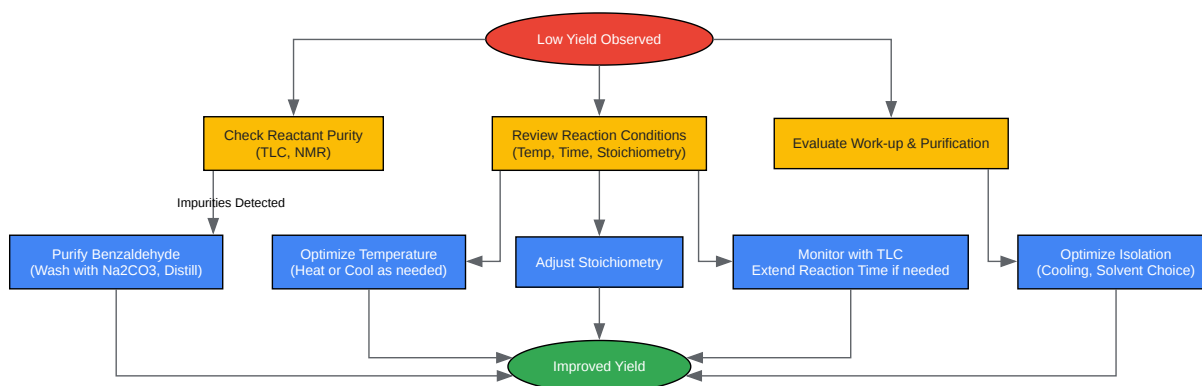 Low Yield Observed
Check Reactant Purity
(TLC, NMR)
Review Reaction Conditions
(Temp, Time, Stoichiometry)
Evaluate Work-up & Purification
Impurities Detected
Purify Benzaldehyde
(Wash with Na2CO3, Distill)
Optimize Temperature
(Heat or Cool as needed)
Adjust Stoichiometry
Monitor with TLC
Extend Reaction Time if needed
Optimize Isolation
(Cooling, Solvent Choice)
Improved Yield